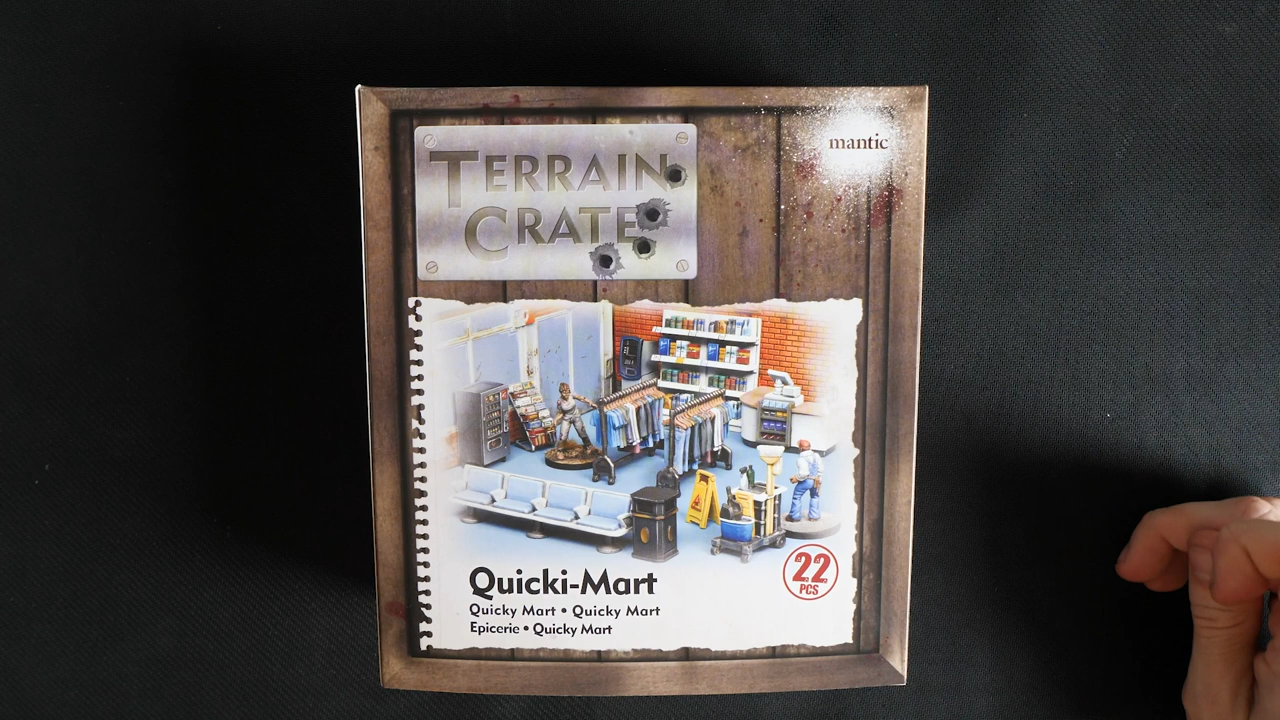 TERRAIN
CRATE
mantic
Quicki-Mart
Quicky Mart • Quicky Mart
Epicerie • Quicky Mart
22
PCS